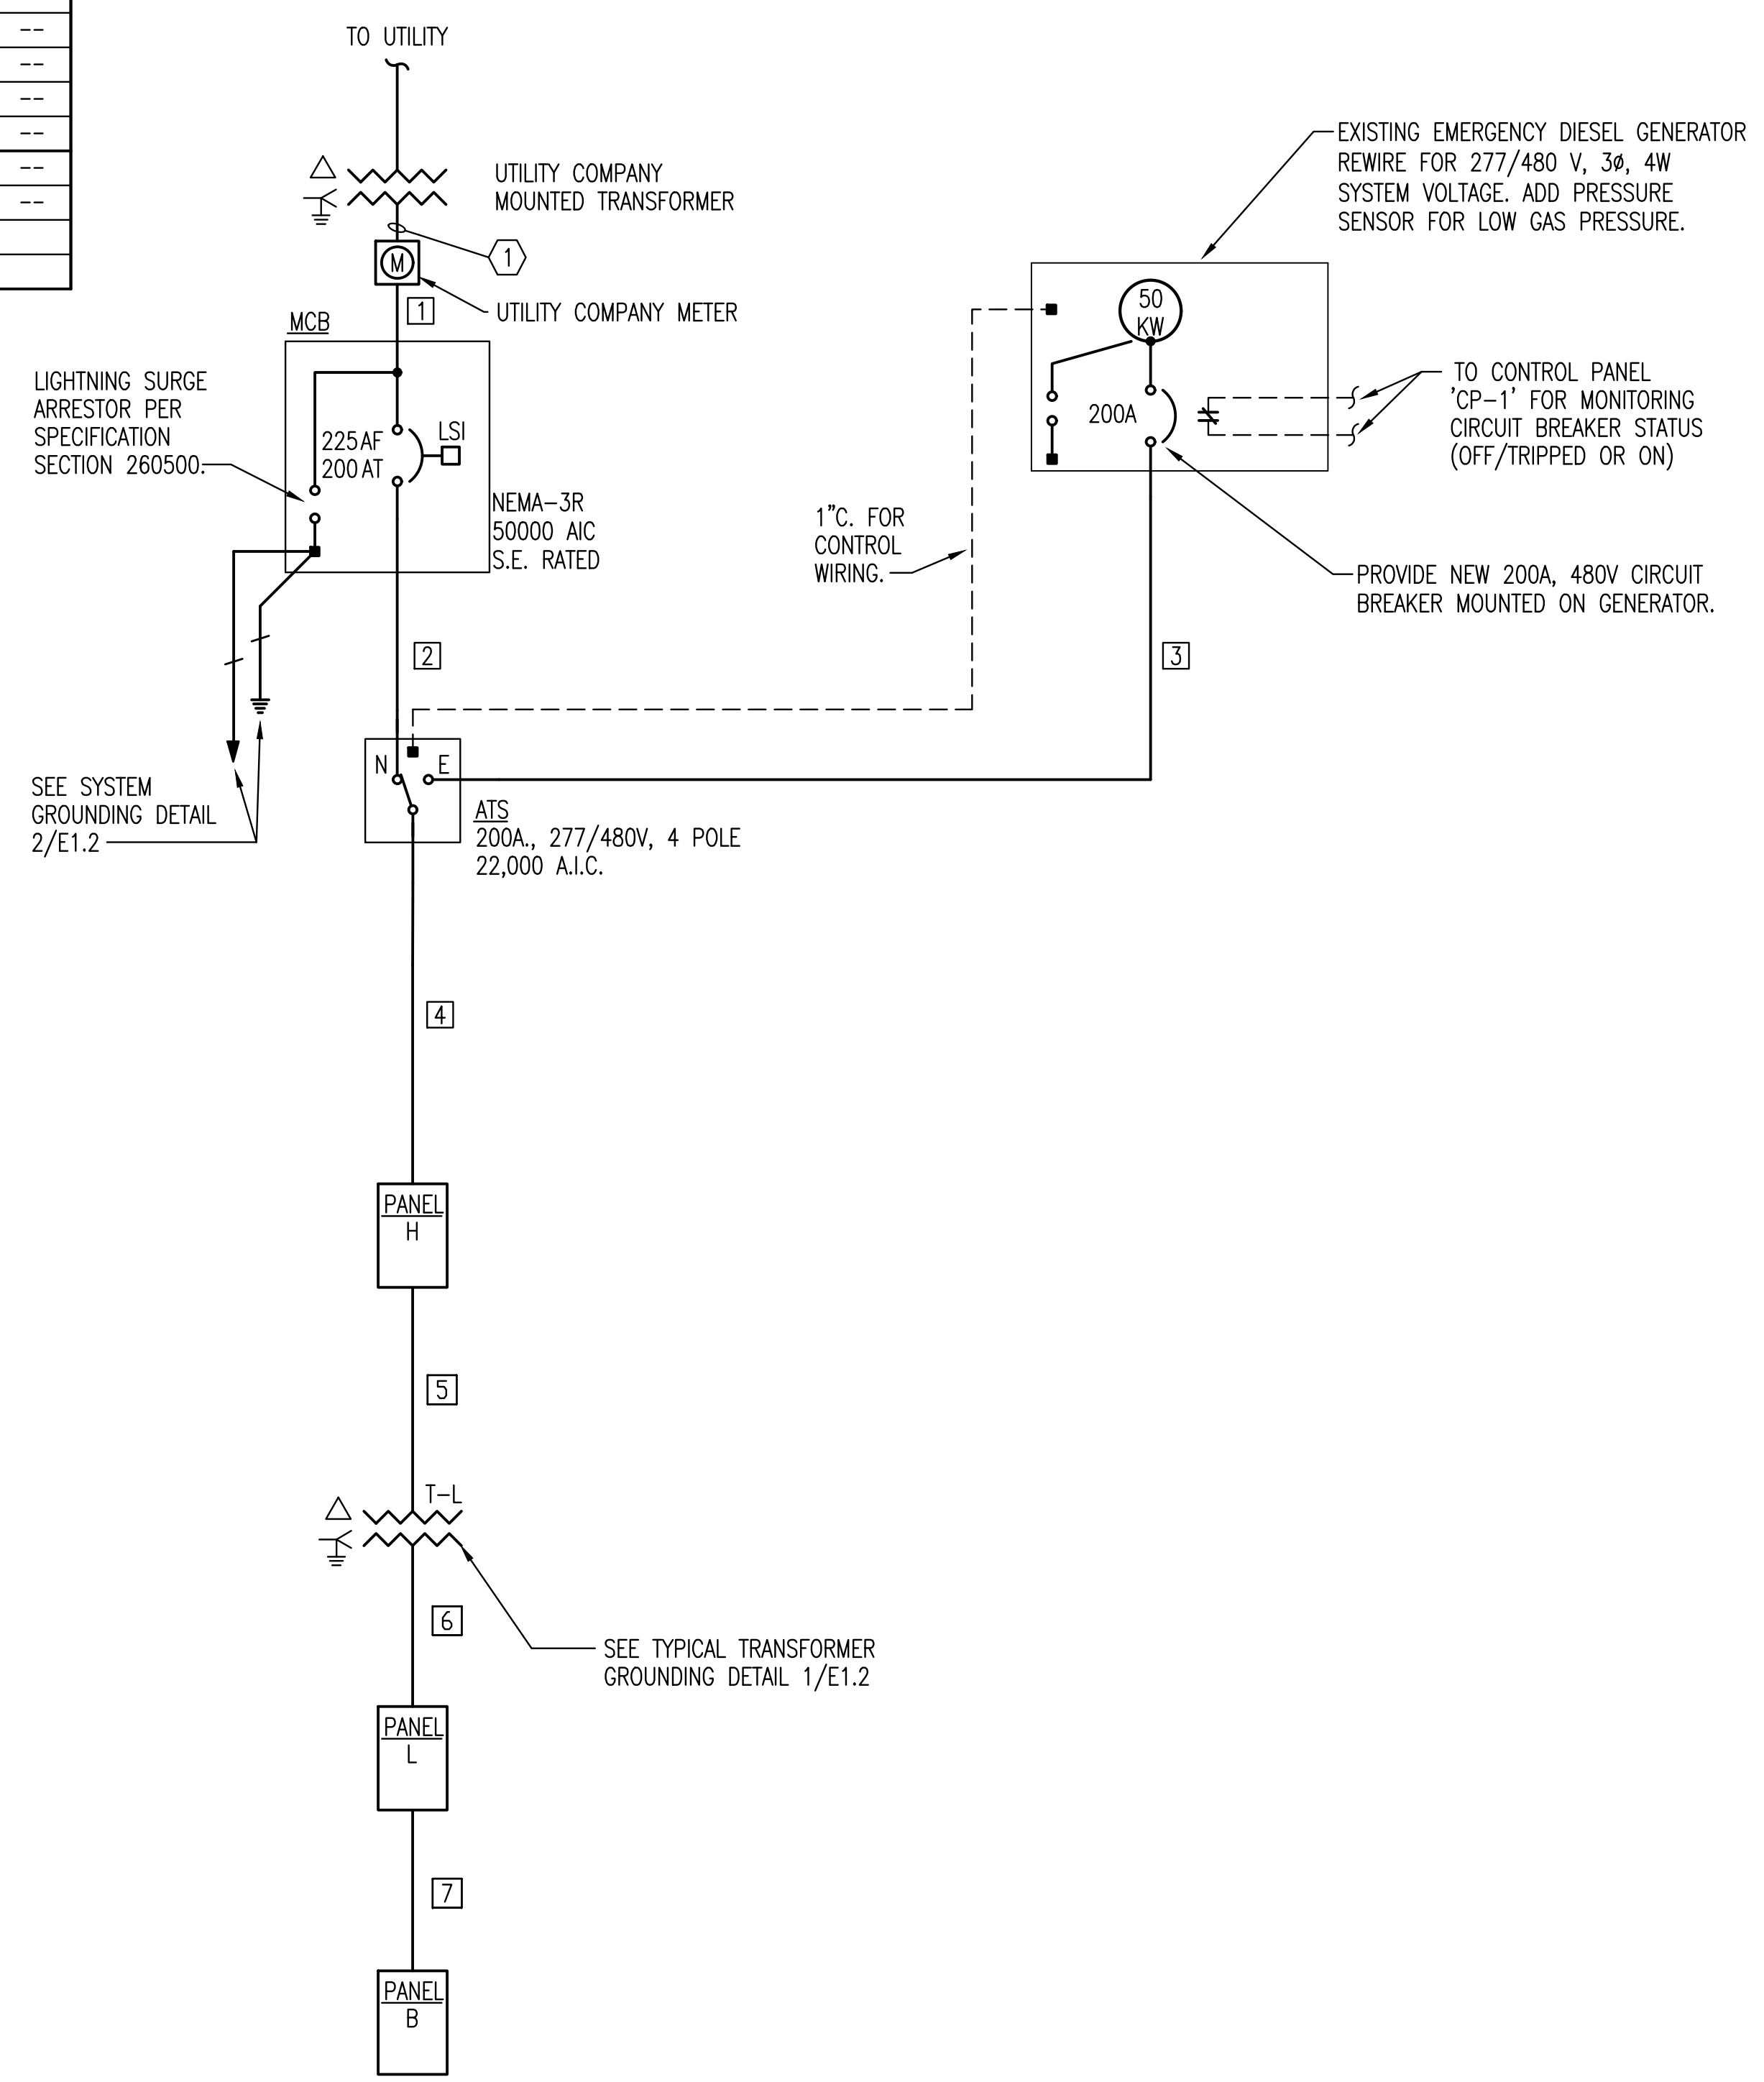 --
--
--
--
--
--
TO UTILITY
UTILITY COMPANY
MOUNTED TRANSFORMER
1
M
1
UTILITY COMPANY METER
MCB
LIGHTNING SURGE
ARRESTOR PER
SPECIFICATION
SECTION 260500.
225AF
200AT
LSI
NEMA-3R
50000 AIC
S.E. RATED
2
SEE SYSTEM
GROUNDING DETAIL
2/E1.2
N
E
ATS
200A., 277/480V, 4 POLE
22,000 A.I.C.
1"C. FOR
CONTROL
WIRING.
EXISTING EMERGENCY DIESEL GENERATOR
REWIRE FOR 277/480 V, 3ø, 4W
SYSTEM VOLTAGE. ADD PRESSURE
SENSOR FOR LOW GAS PRESSURE.
50
KW
200A
TO CONTROL PANEL
'CP-1' FOR MONITORING
CIRCUIT BREAKER STATUS
(OFF/TRIPPED OR ON)
PROVIDE NEW 200A, 480V CIRCUIT
BREAKER MOUNTED ON GENERATOR.
3
4
PANEL
H
5
T-L
6
SEE TYPICAL TRANSFORMER
GROUNDING DETAIL 1/E1.2
PANEL
L
7
PANEL
B